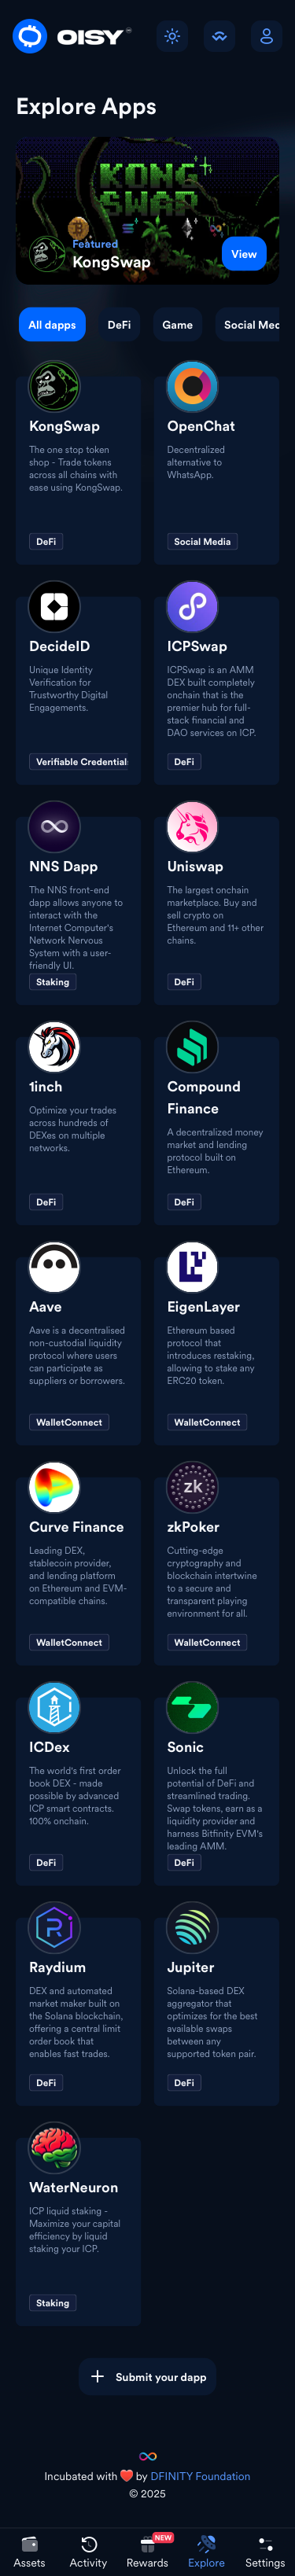 OISY
Explore Apps
KONG
SWAP
Featured
KongSwap
View
All dapps
DeFi
Game
Social Med
KongSwap
The one stop token
shop - Trade tokens
across all chains with
ease using KongSwap.
DeFi
OpenChat
Decentralized
alternative to
WhatsApp.
Social Media
DecideID
Unique Identity
Verification for
Trustworthy Digital
Engagements.
Verifiable Credentials
ICPSwap
ICPSwap is an AMM
DEX built completely
onchain that is the
premier hub for full-
stack financial and
DAO services on ICP.
DeFi
NNS Dapp
The NNS front-end
dapp allows anyone to
interact with the
Internet Computer's
Network Nervous
System with a user-
friendly UI.
Staking
Uniswap
The largest onchain
marketplace. Buy and
sell crypto on
Ethereum and 11+ other
chains.
DeFi
1inch
Optimize your trades
across hundreds of
DEXes on multiple
networks.
DeFi
Compound
Finance
A decentralized money
market and lending
protocol built on
Ethereum.
DeFi
Aave
Aave is a decentralised
non-custodial liquidity
protocol where users
can participate as
suppliers or borrowers.
WalletConnect
EigenLayer
Ethereum based
protocol that
introduces restaking,
allowing to stake any
ERC20 token.
WalletConnect
Curve Finance
Leading DEX,
stablecoin provider,
and lending platform
on Ethereum and EVM-
compatible chains.
WalletConnect
zk
zkPoker
Cutting-edge
cryptography and
blockchain intertwine
to a secure and
transparent playing
environment for all.
WalletConnect
ICDex
The world's first order
book DEX - made
possible by advanced
ICP smart contracts.
100% onchain.
DeFi
Sonic
Unlock the full
potential of DeFi and
streamlined trading.
Swap tokens, earn as a
liquidity provider and
harness Bitfinity EVM's
leading AMM.
DeFi
Raydium
DEX and automated
market maker built on
the Solana blockchain,
offering a central limit
order book that
enables fast trades.
DeFi
Jupiter
Solana-based DEX
aggregator that
optimizes for the best
available swaps
between any
supported token pair.
DeFi
WaterNeuron
ICP liquid staking -
Maximize your capital
efficiency by liquid
staking your ICP.
Staking
Submit your dapp
Incubated with ❤️ by DFINITY Foundation
© 2025
NEW
Assets
Activity
Rewards
Explore
Settings